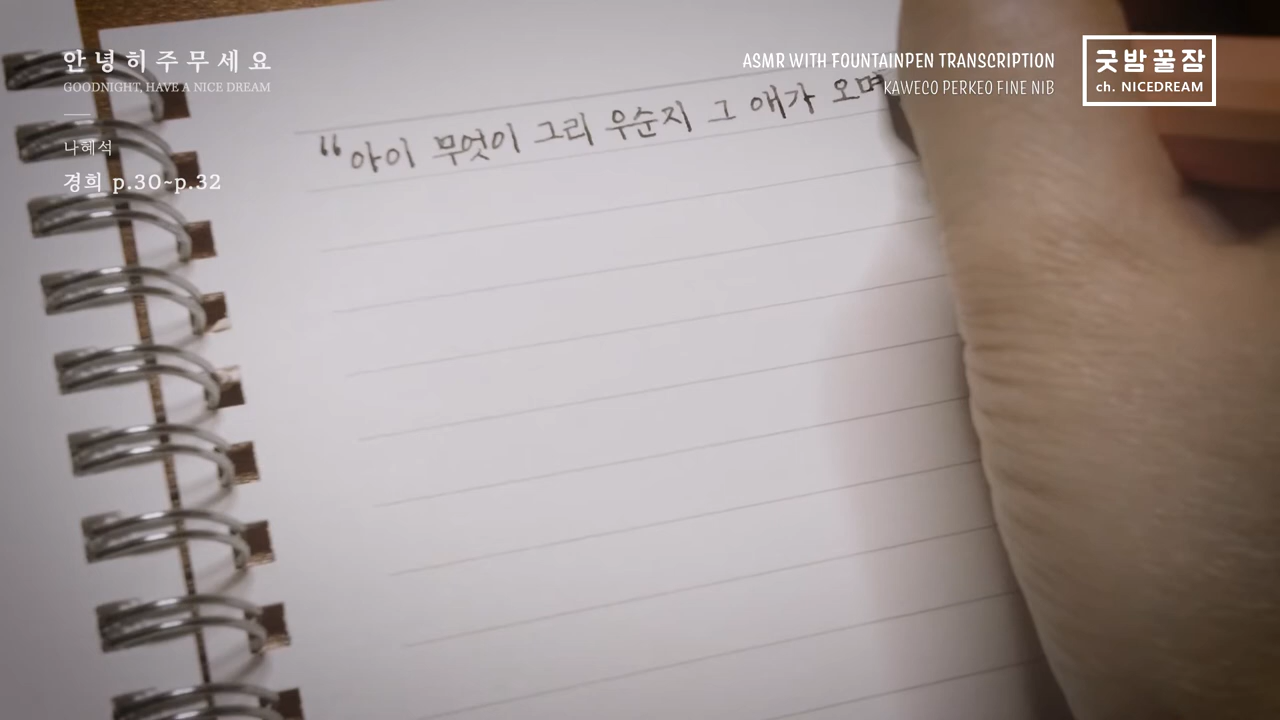 안녕히주무세요
GOODNIGHT, HAVE A NICE DREAM
나혜석
경희 p.30~p.32
ASMR WITH FOUNTAINPEN TRANSCRIPTION
KAWECO PERKEO FINE NIB
굿밤꿀잠
ch. NICEDREAM
“아이 무엇이 그리 우순지 그 애가 오며